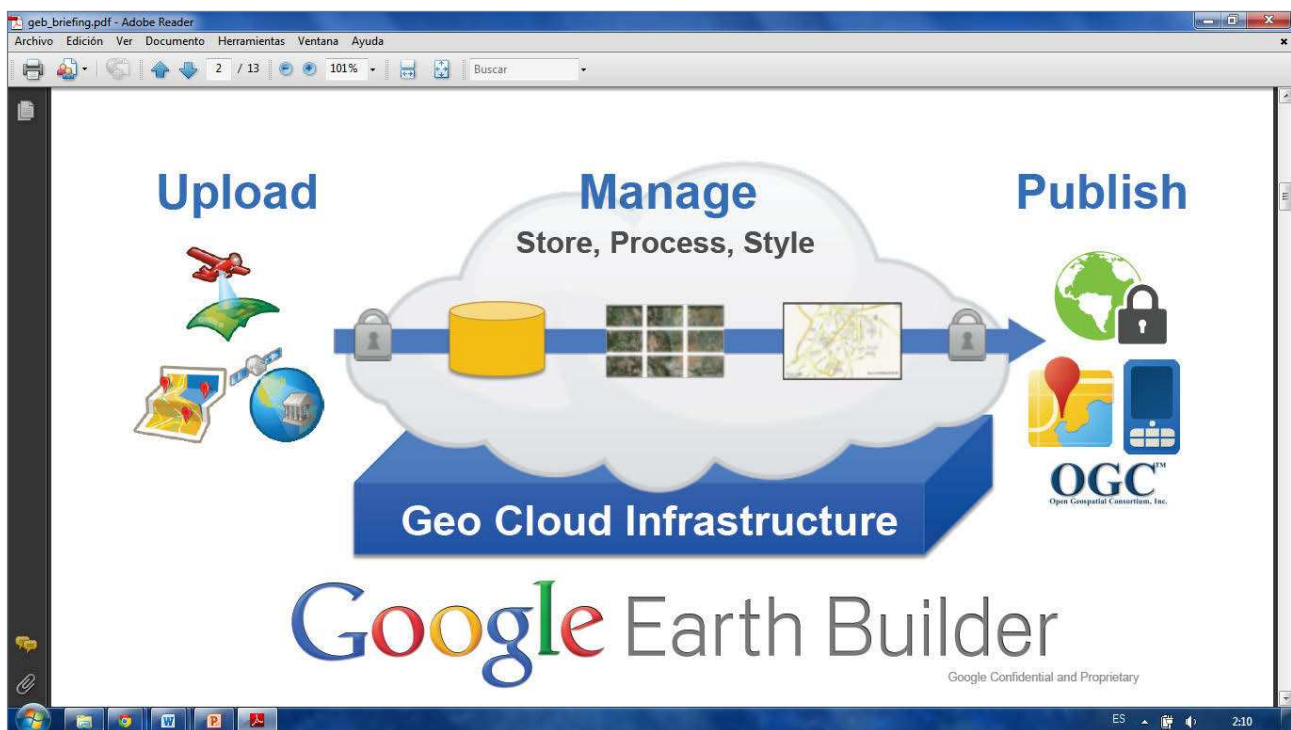 geb_briefing.pdf - Adobe Reader
Archivo Edición Ver Documento Herramientas Ventana Ayuda
2 / 13 101% Buscar
Upload Manage Publish
Store, Process, Style
OGC™
Open Geospatial Consortium, Inc.
Geo Cloud Infrastructure
Google Earth Builder
Google Confidential and Proprietary
ES 2:10